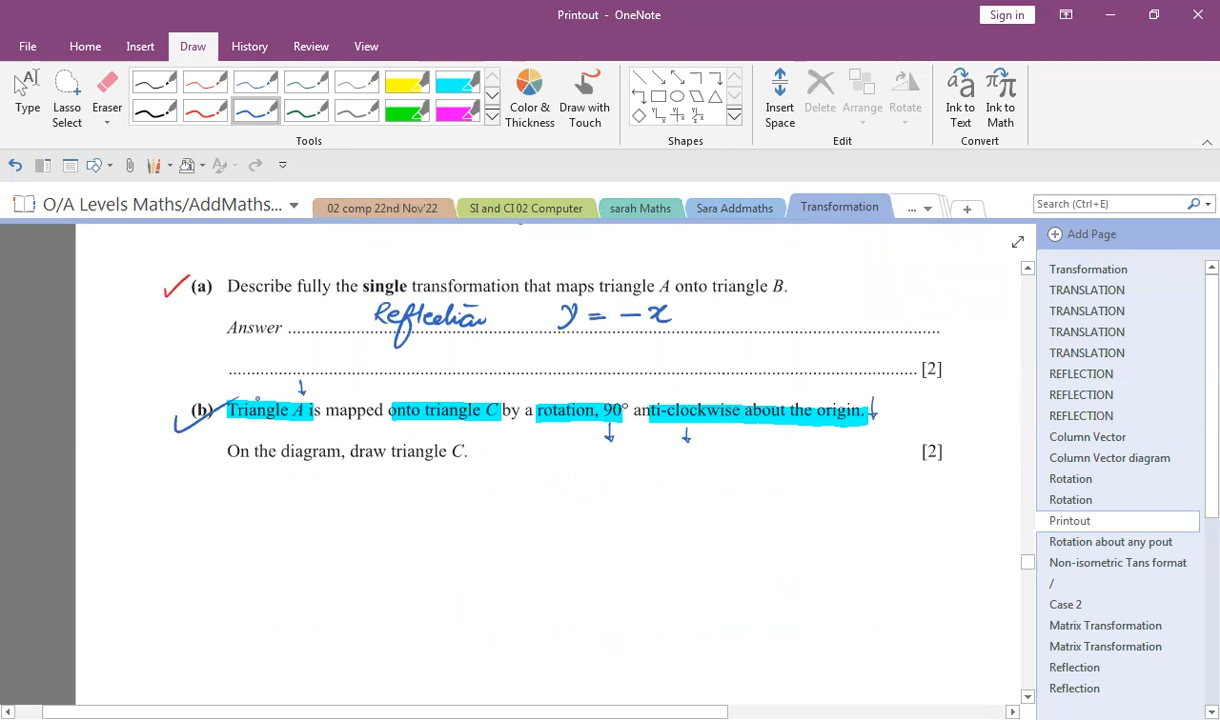 Printout - OneNote
Sign in
File Home Insert Draw History Review View
Type
Lasso Select
Eraser
Color & Thickness
Draw with Touch
Insert Space
Delete
Arrange
Rotate
Ink to Text
Ink to Math
Tools
Shapes
Edit
Convert
O/A Levels Maths/AddMaths...
02 comp 22nd Nov'22
SI and CI 02 Computer
sarah Maths
Sara Addmaths
Transformation
...
Search (Ctrl+E)
Add Page
(a) Describe fully the single transformation that maps triangle A onto triangle B.
Answer Reflection y = -x
[2]
(b) Triangle A is mapped onto triangle C by a rotation, 90° anti-clockwise about the origin.
On the diagram, draw triangle C. [2]
Transformation
TRANSLATION
TRANSLATION
TRANSLATION
TRANSLATION
REFLECTION
REFLECTION
REFLECTION
Column Vector
Column Vector diagram
Rotation
Rotation
Printout
Rotation about any pout
Non-isometric Tans format
/
Case 2
Matrix Transformation
Matrix Transformation
Reflection
Reflection